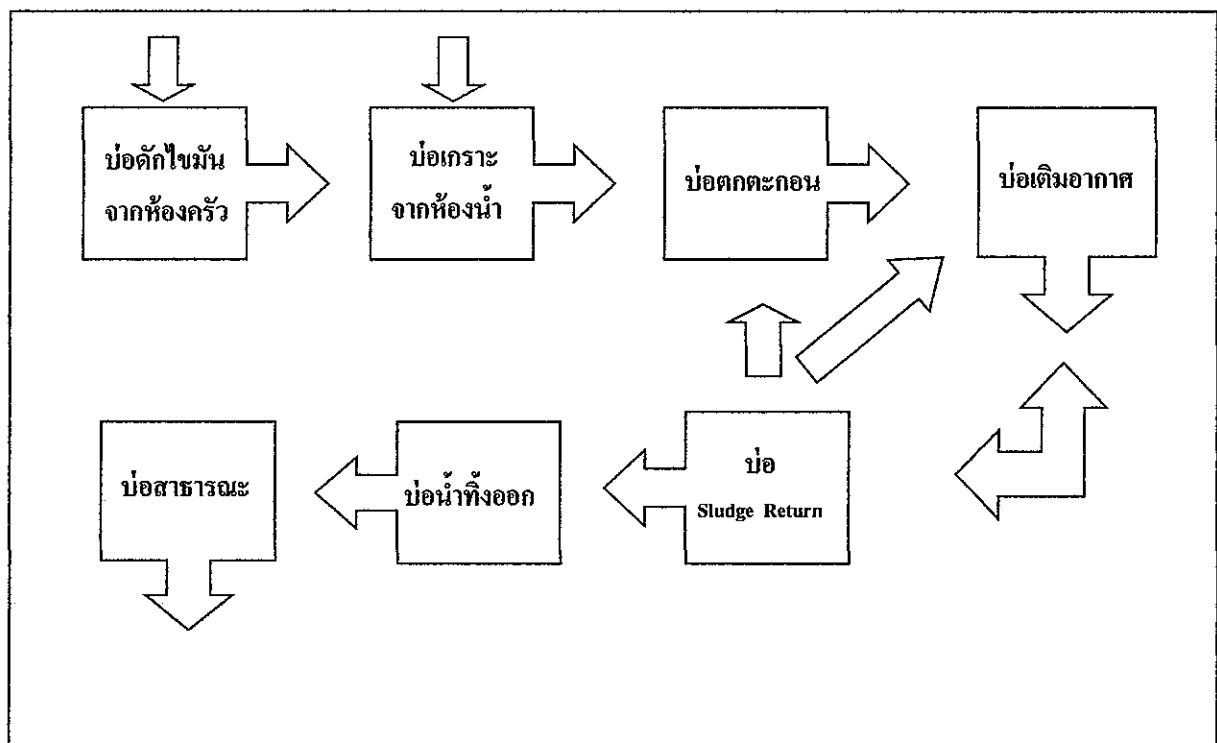 บ่อดักไขมัน
จากห้องครัว
บ่อเกราะ
จากห้องน้ำ
บ่อตกตะกอน
บ่อเติมอากาศ
บ่อสาธารณะ
บ่อน้ำทิ้งออก
บ่อ
Sludge Return